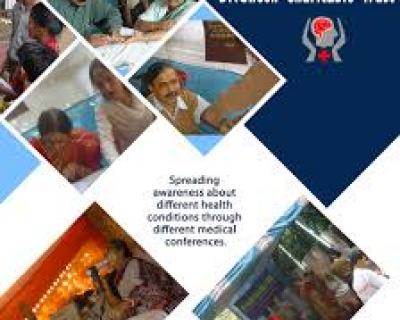 Charitable Trust
Spreading
awareness about
different health
conditions through
different medical
conferences.